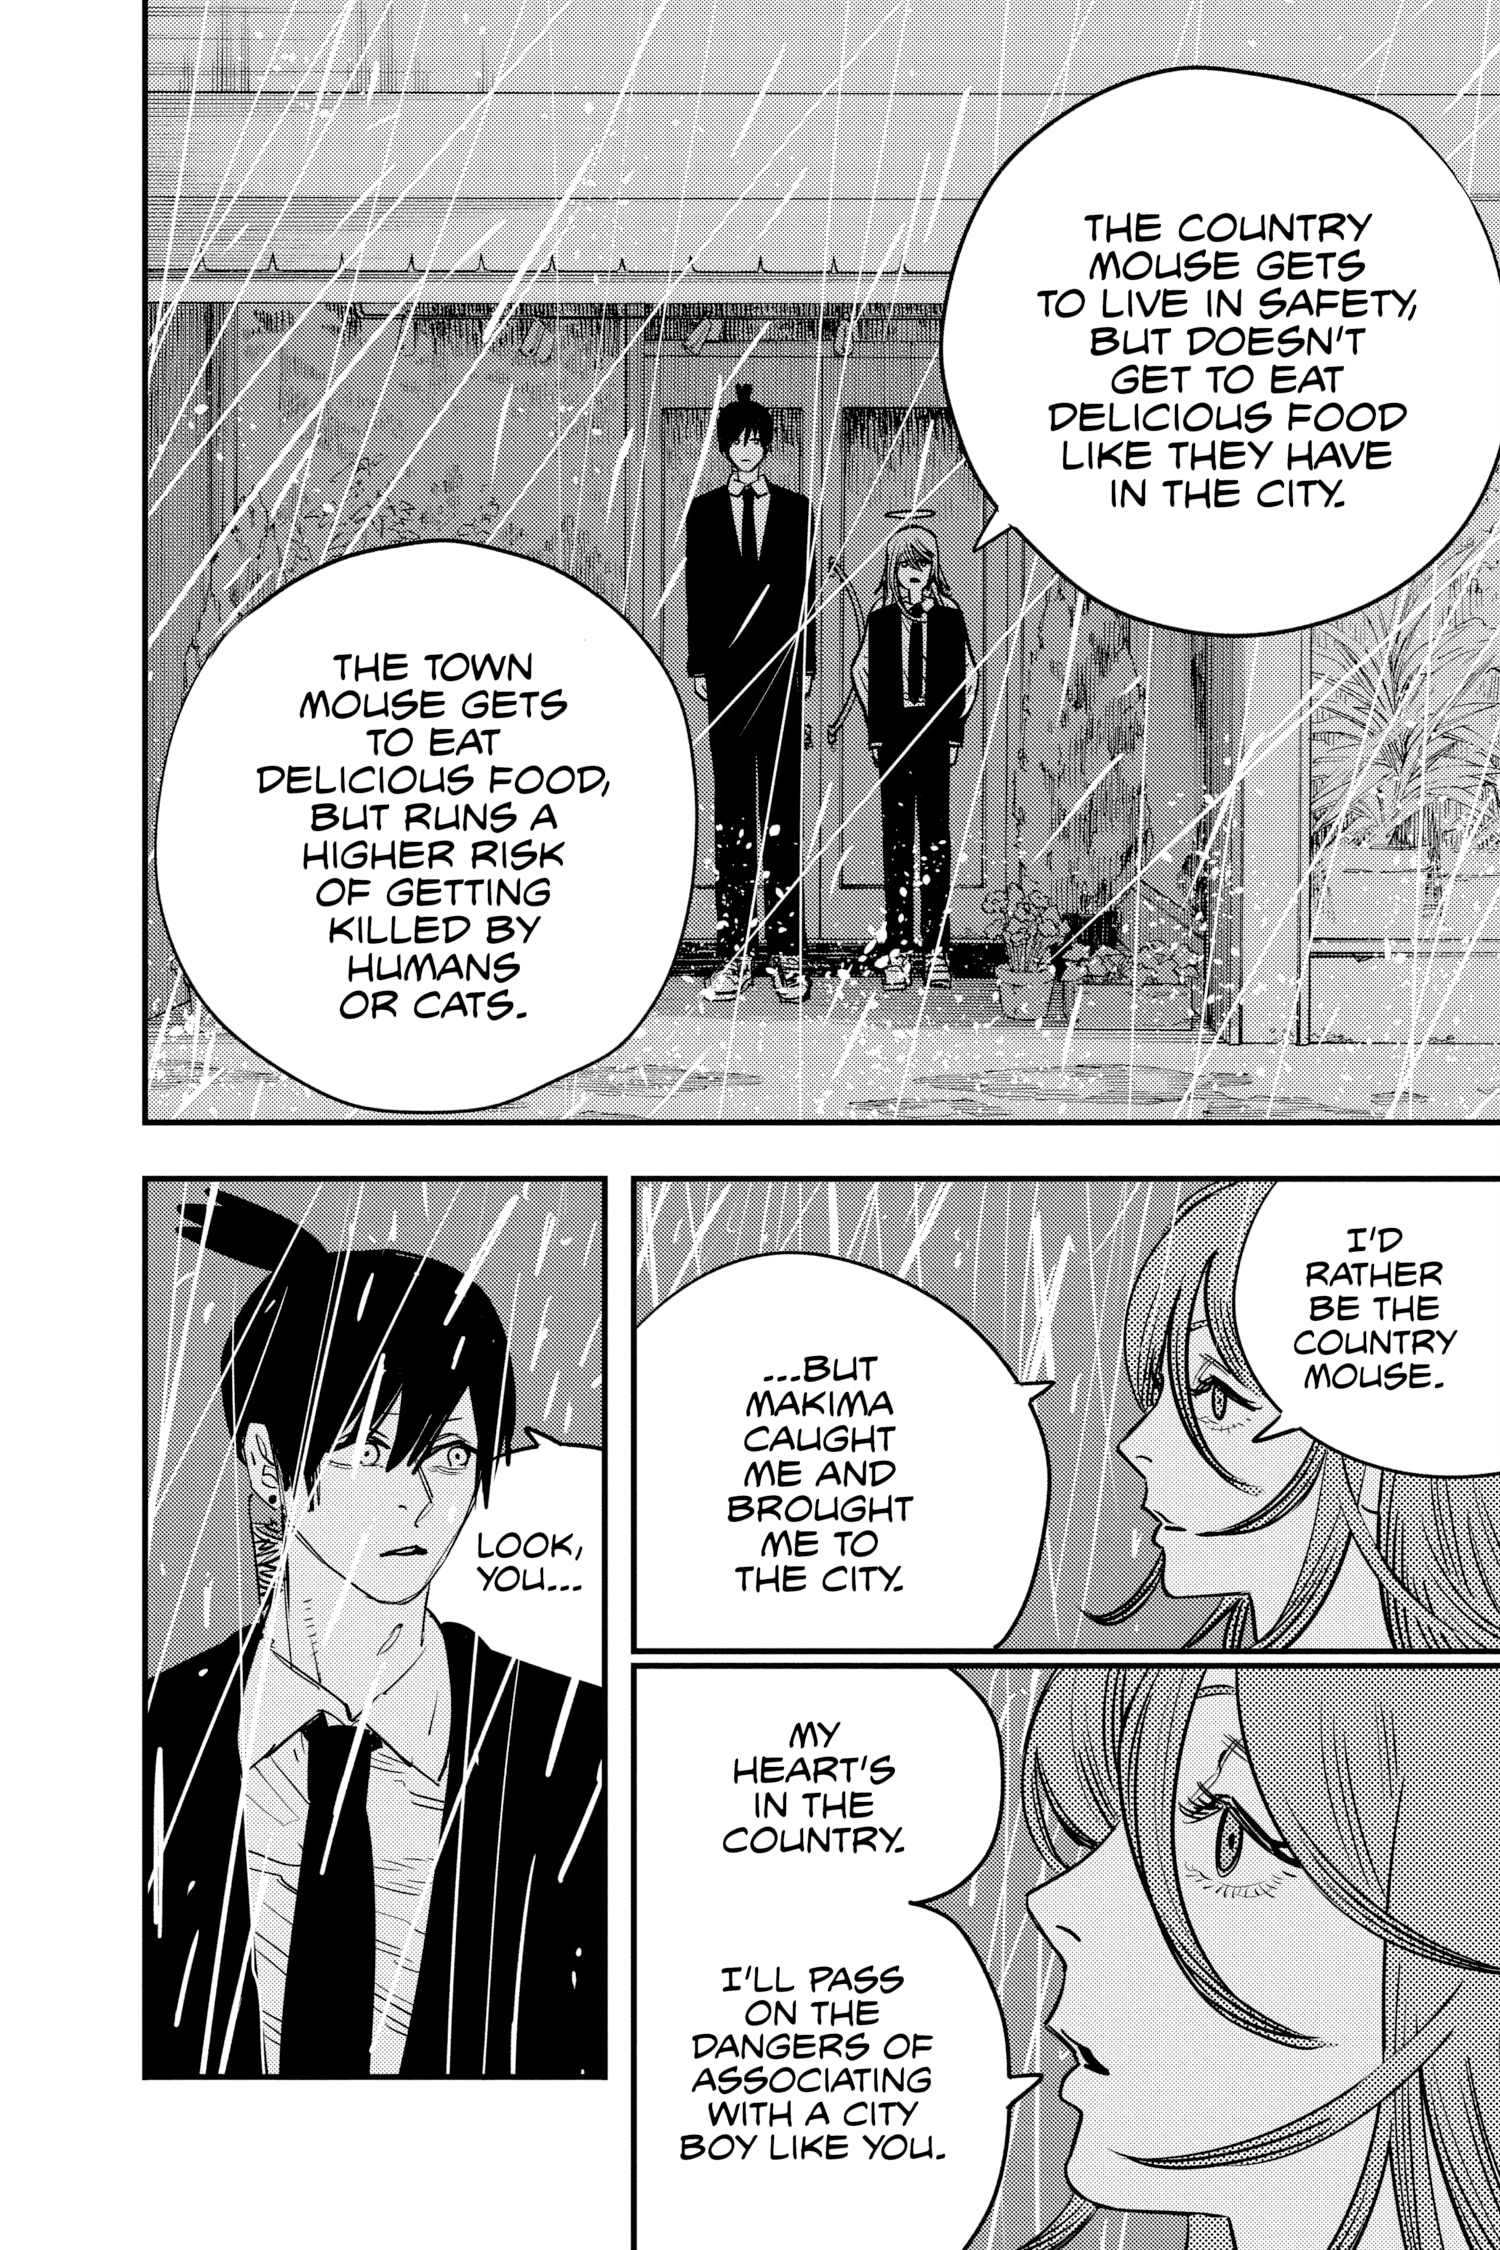 THE COUNTRY
MOUSE GETS
TO LIVE IN SAFETY,
BUT DOESN'T
GET TO EAT
DELICIOUS FOOD
LIKE THEY HAVE
IN THE CITY.
THE TOWN
MOUSE GETS
TO EAT
DELICIOUS FOOD,
BUT RUNS A
HIGHER RISK
OF GETTING
KILLED BY
HUMANS
OR CATS.
I'D
RATHER
BE THE
COUNTRY
MOUSE.
...BUT
MAKIMA
CAUGHT
ME AND
BROUGHT
ME TO
THE CITY.
MY
HEART'S
IN THE
COUNTRY.
I'LL PASS
ON THE
DANGERS OF
ASSOCIATING
WITH A CITY
BOY LIKE YOU.
LOOK,
YOU...